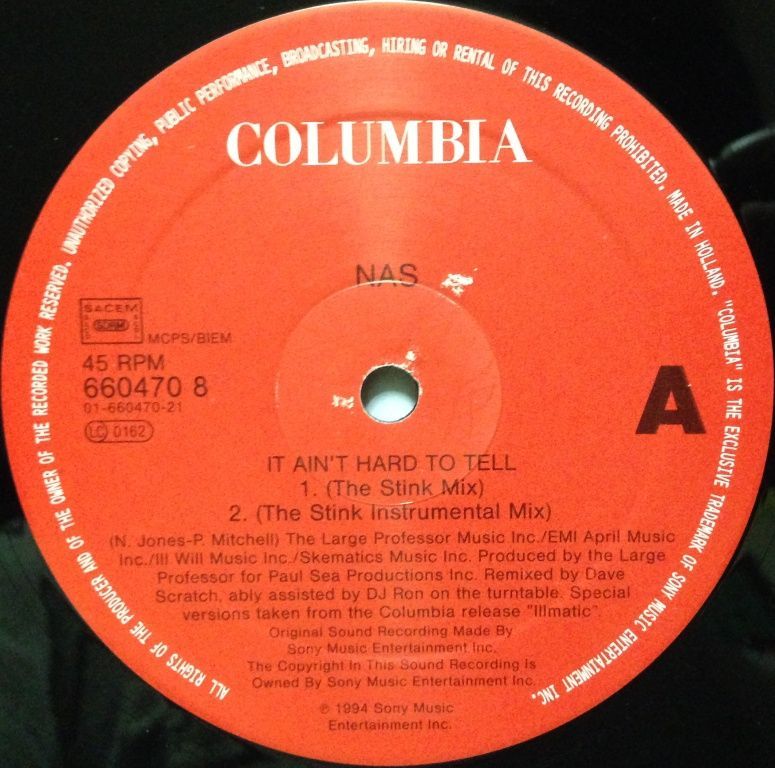 ALL RIGHTS OF THE PRODUCER AND OF THE OWNER OF THE RECORDED WORK RESERVED. UNAUTHORIZED COPYING, PUBLIC PERFORMANCE, BROADCASTING, HIRING OR RENTAL OF THIS RECORDING PROHIBITED. MADE IN HOLLAND. "COLUMBIA" IS THE EXCLUSIVE TRADEMARK OF SONY MUSIC ENTERTAINMENT INC.
COLUMBIA
NAS
SACEM
SDRM
MCPS/BIEM
45 RPM
660470 8
01-660470-21
LC 0162
A
IT AIN'T HARD TO TELL
1. (The Stink Mix)
2. (The Stink Instrumental Mix)
(N. Jones-P. Mitchell) The Large Professor Music Inc./EMI April Music
Inc./Ill Will Music Inc./Skematics Music Inc. Produced by the Large
Professor for Paul Sea Productions Inc. Remixed by Dave
Scratch, ably assisted by DJ Ron on the turntable. Special
versions taken from the Columbia release "Illmatic".
Original Sound Recording Made By
Sony Music Entertainment Inc.
The Copyright In This Sound Recording is
Owned By Sony Music Entertainment Inc.
℗ 1994 Sony Music
Entertainment Inc.